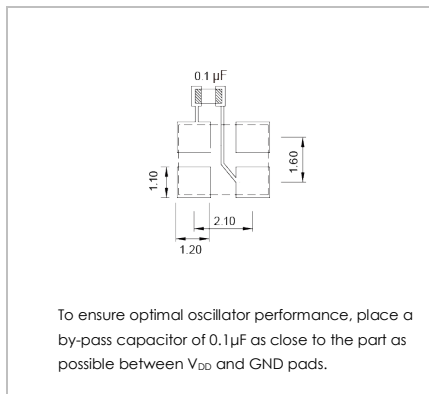 0.1 µF
1.60
1.10
2.10
1.20
To ensure optimal oscillator performance, place a
by-pass capacitor of 0.1µF as close to the part as
possible between VDD and GND pads.